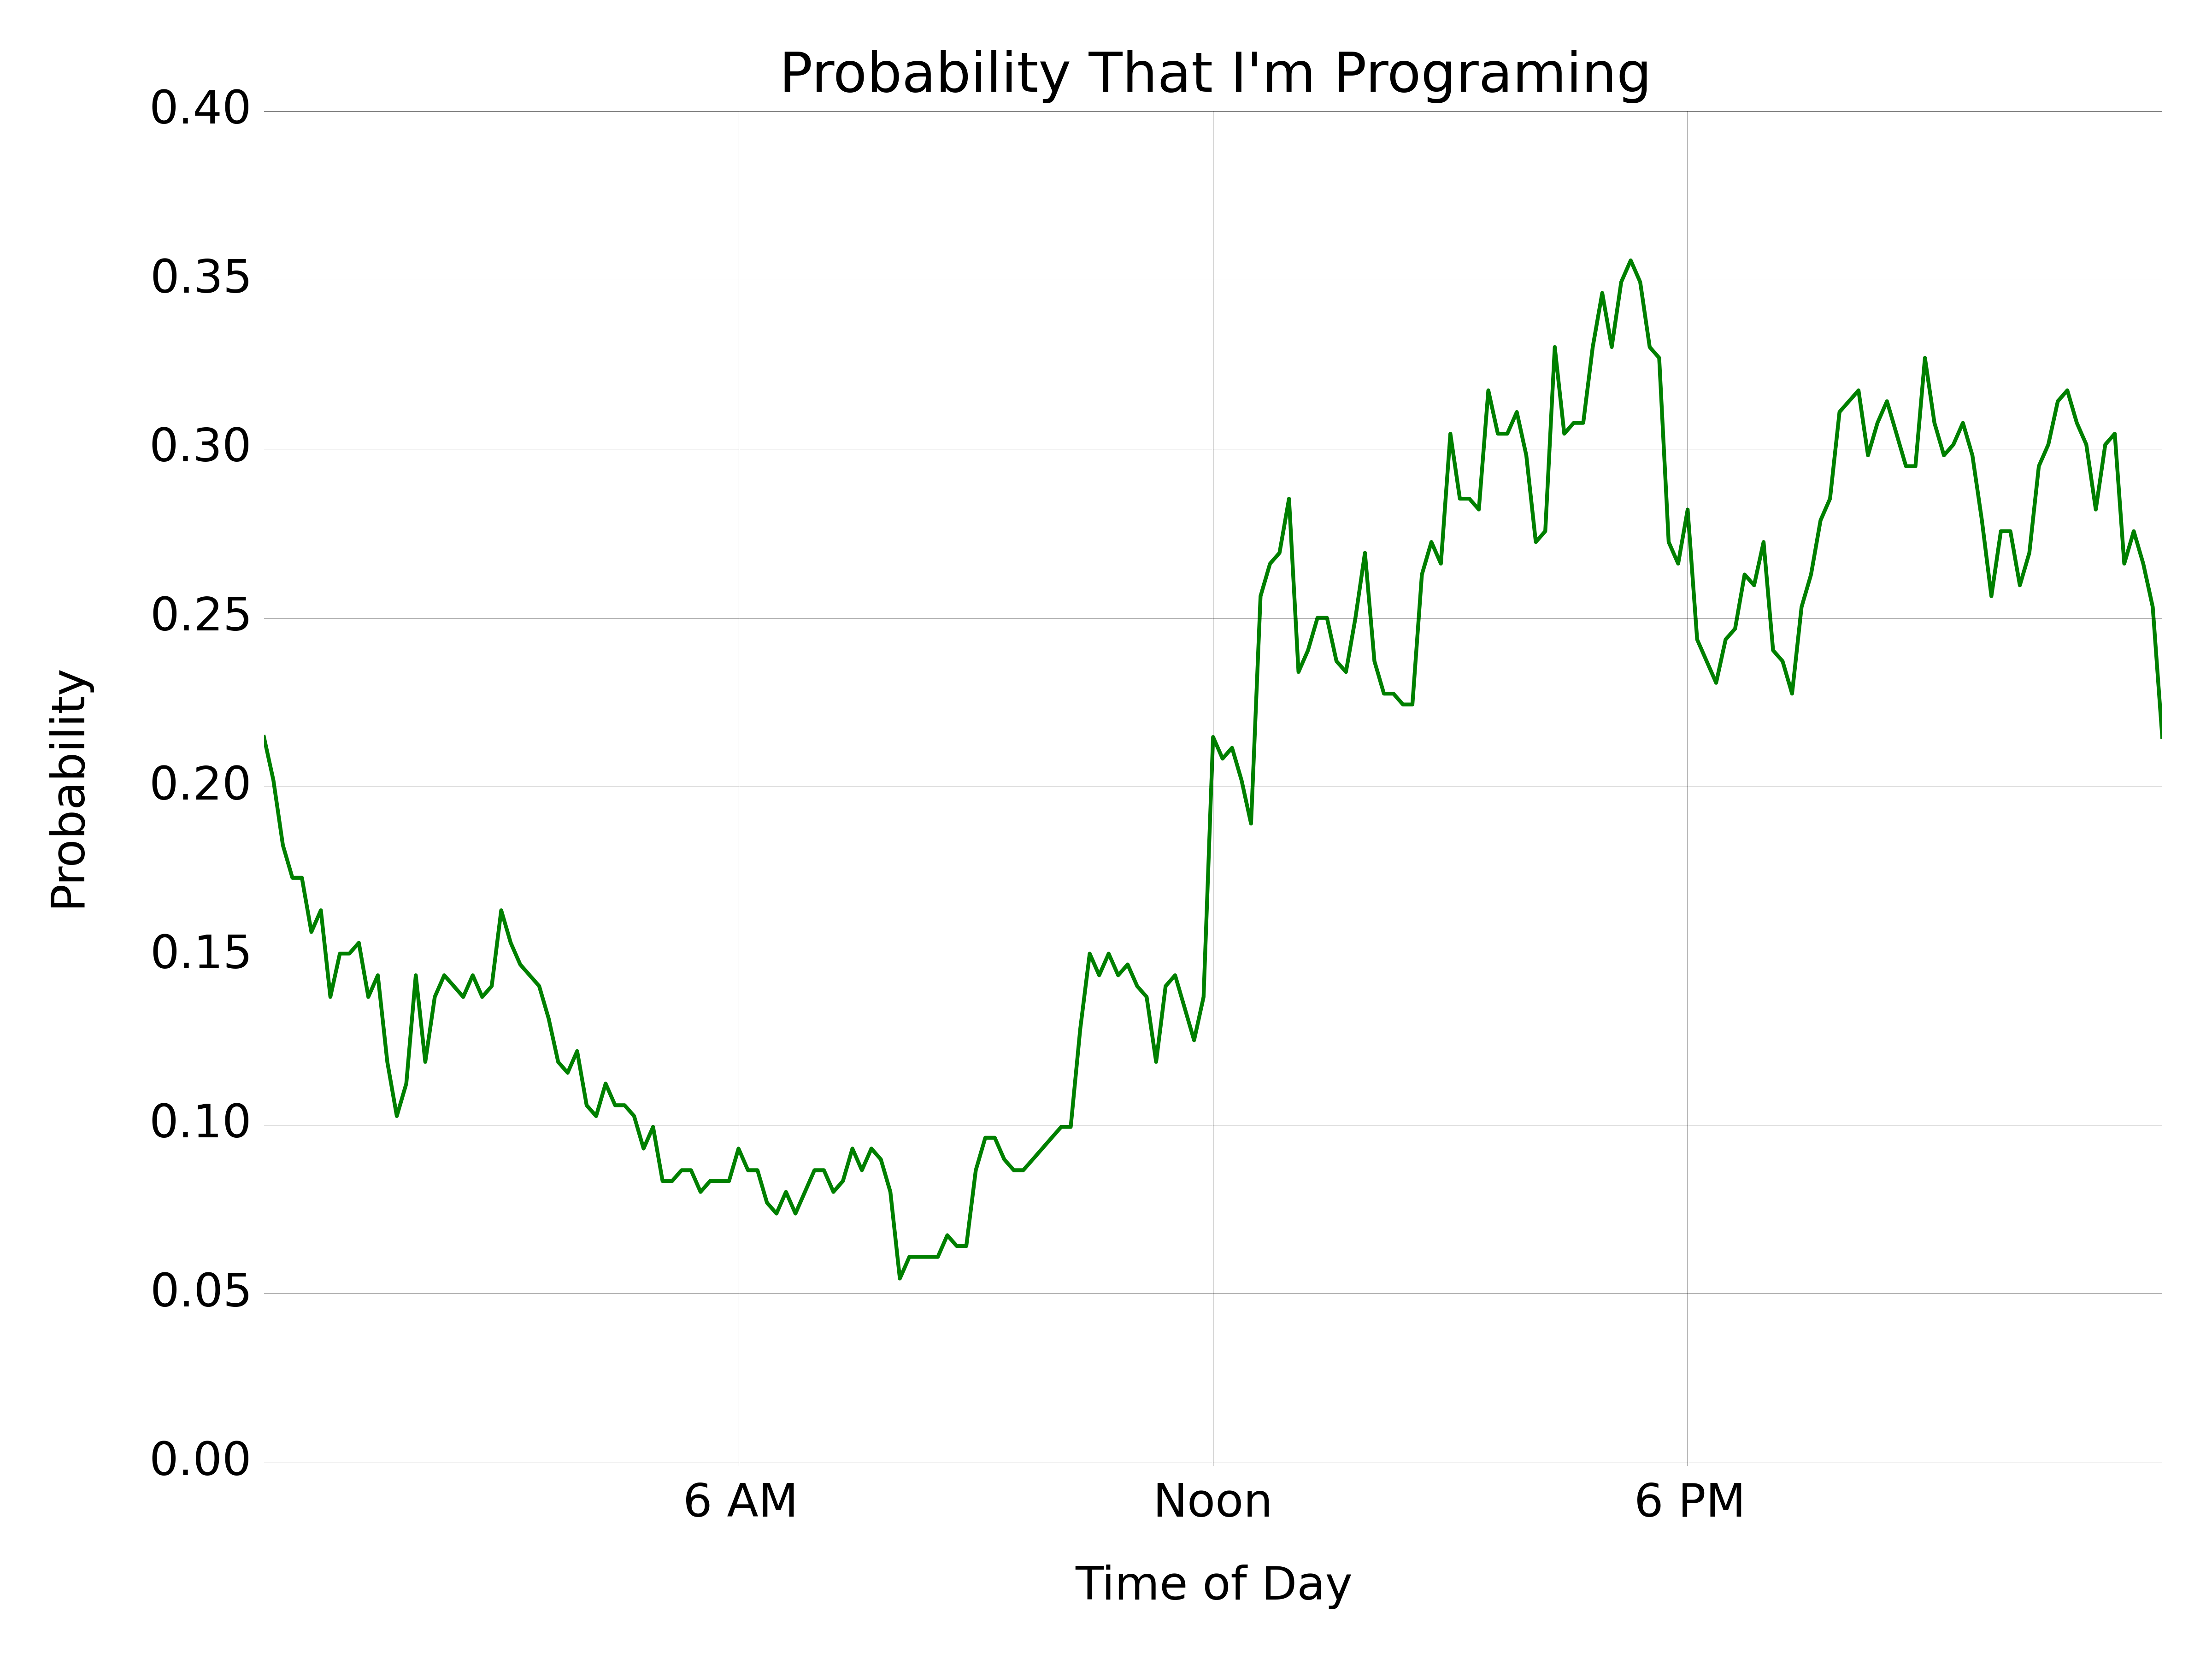 Probability That I'm Programing
0.40
0.35
0.30
0.25
0.20
0.15
0.10
0.05
0.00
Probability
6 AM Noon 6 PM
Time of Day